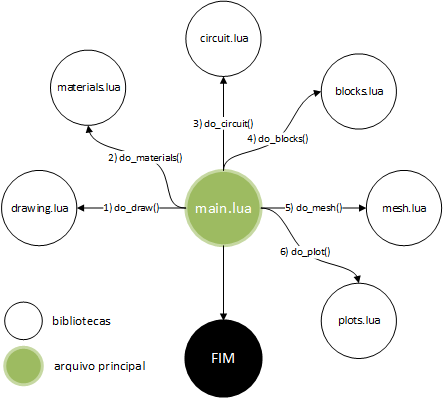 circuit.lua
materials.lua
blocks.lua
3) do_circuit()
4) do_blocks()
2) do_materials()
drawing.lua
1) do_draw()
main.lua
5) do_mesh()
mesh.lua
6) do_plot()
plots.lua
bibliotecas
FIM
arquivo principal